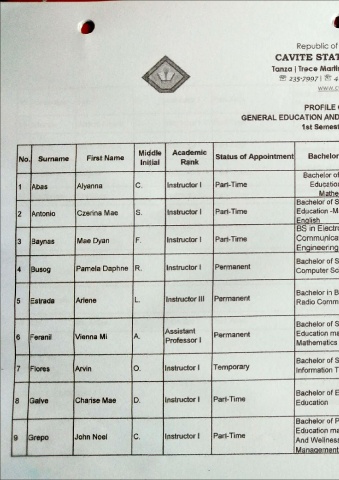 Republic of
CAVITE STAT
Tanza | Trece Marti
☏ 235-7997 | ☏ 4
www.c
PROFILE
GENERAL EDUCATION AND
1st Semest
No. Surname First Name Middle Initial Academic Rank Status of Appointment Bachelor
1 Abas Alyanna C. Instructor I Part-Time Bachelor of Educatio Mathe
2 Antonio Czerina Mae S. Instructor I Part-Time Bachelor of S Education -M English
3 Baynas Mae Dyan F. Instructor I Part-Time BS in Electro Communica Engineering
4 Busog Pamela Daphne R. Instructor I Permanent Bachelor of S Computer Sc
5 Estrada Arlene L. Instructor III Permanent Bachelor in B Radio Comm
6 Feranil Vienna Mi A. Assistant Professor I Permanent Bachelor of S Education ma Mathematics
7 Flores Arvin O. Instructor I Temporary Bachelor of S Information T
8 Galve Charise Mae D. Instructor I Part-Time Bachelor of E Education
9 Grepo John Noel C. Instructor I Part-Time Bachelor of P Education ma And Wellness Management